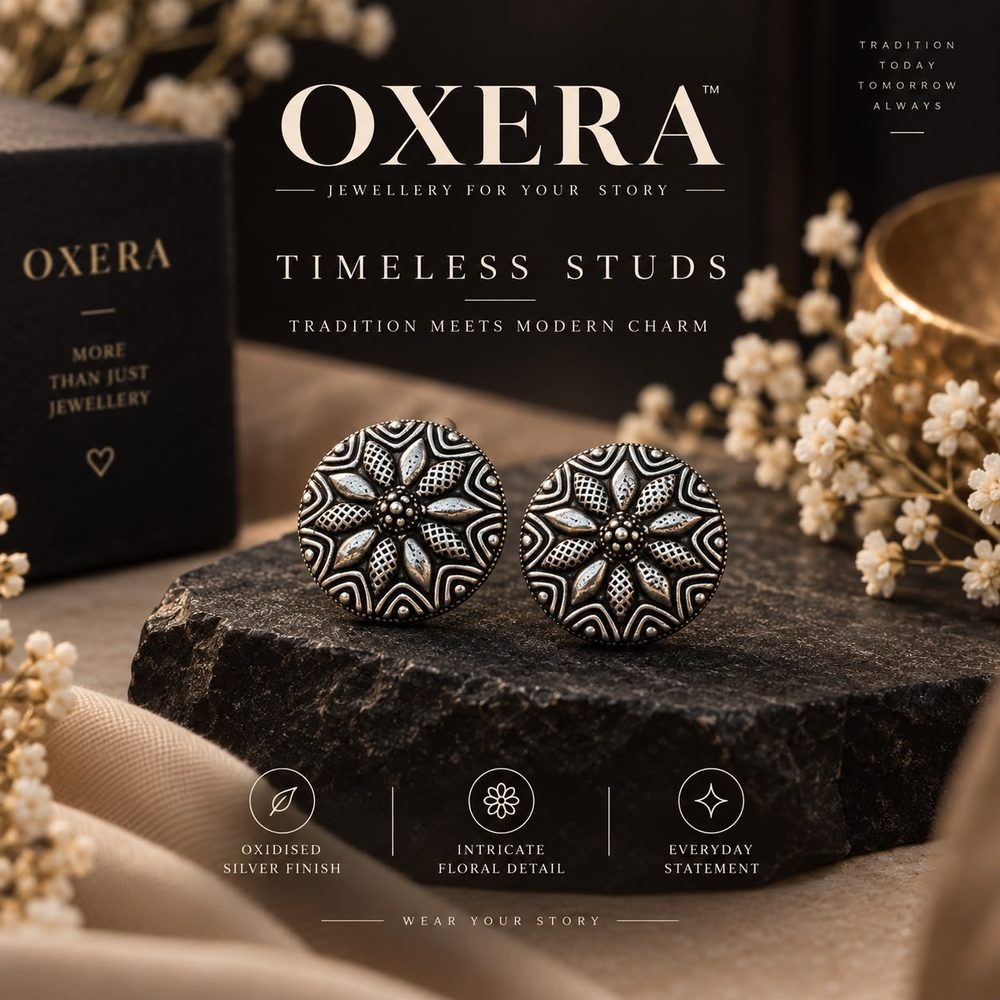 OXERA™
JEWELLERY FOR YOUR STORY
TIMELESS STUDS
TRADITION MEETS MODERN CHARM
TRADITION
TODAY
TOMORROW
ALWAYS
OXERA
MORE
THAN JUST
JEWELLERY
OXIDISED
SILVER FINISH
INTRICATE
FLORAL DETAIL
EVERYDAY
STATEMENT
WEAR YOUR STORY